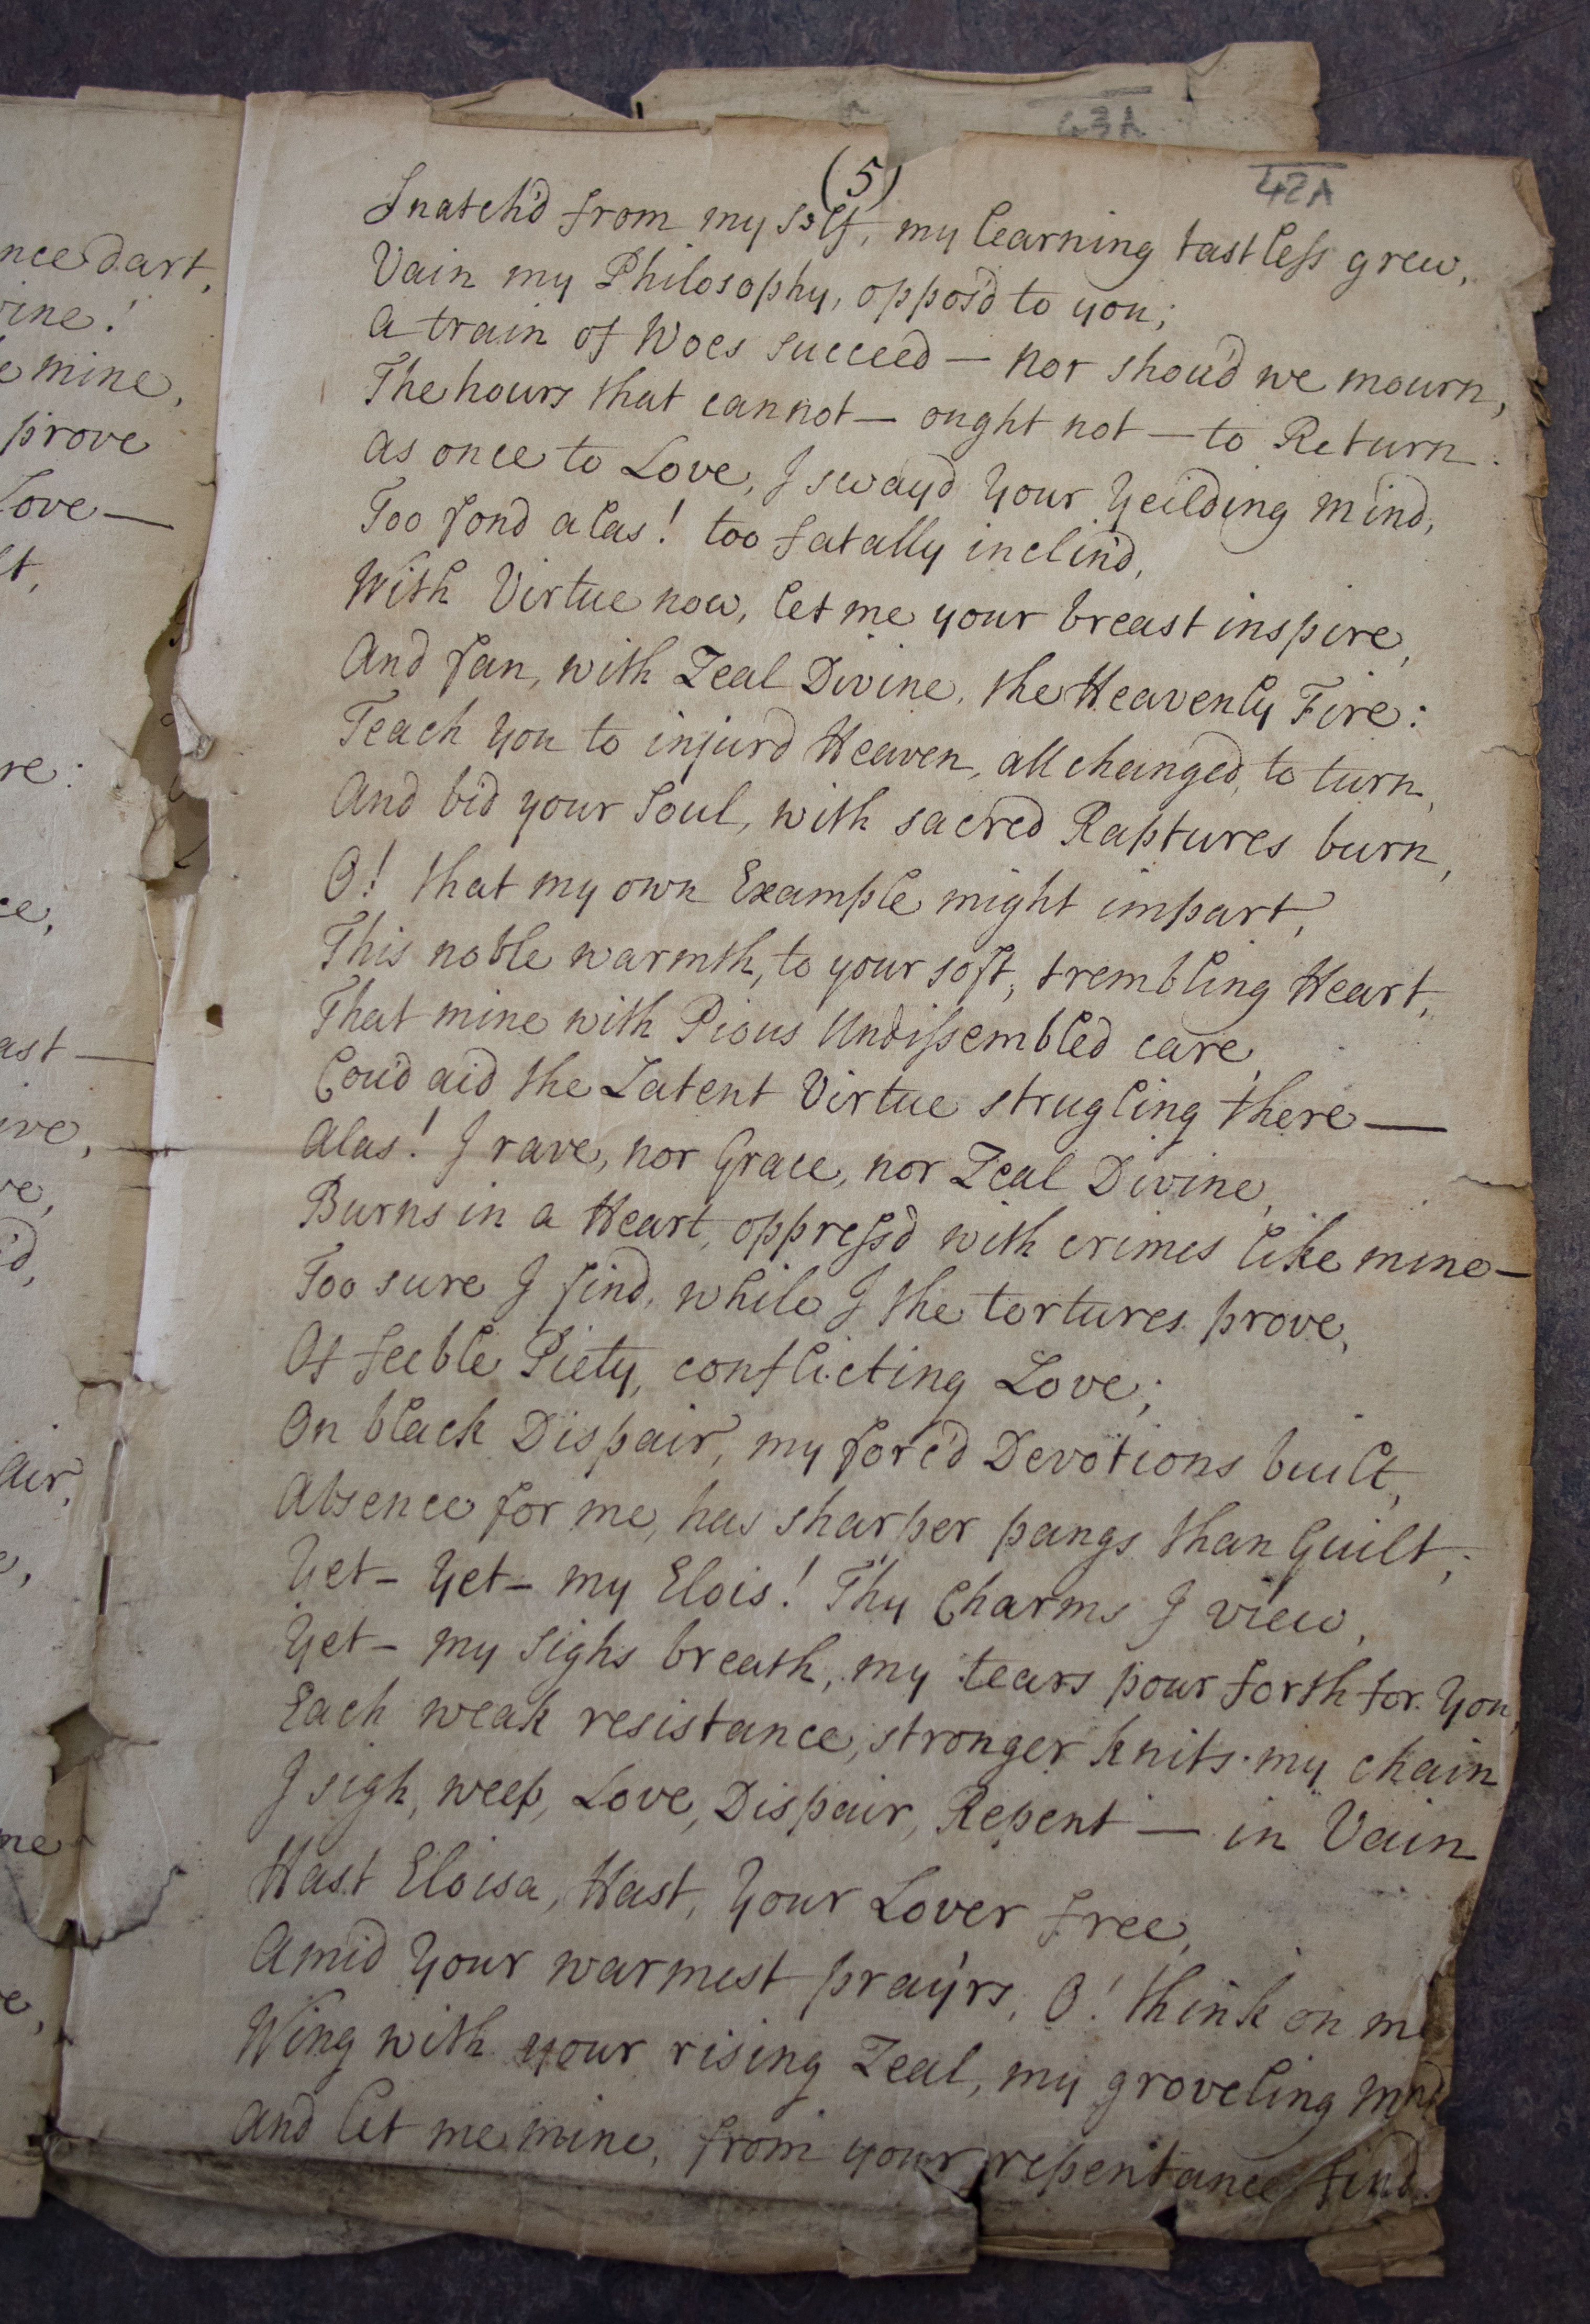 nce dart,
ine!
mine,
prove
Love—
lt,
re:
ce,
ast—
ive,
ve,
d,
air,
me
e,
43A
(5)
42A
Snatch'd from my self, my learning tastless grew,
Vain my Philosophy, oppos'd to you;
a train of Woes succeed — nor shou'd we mourn,
The hours that cannot — ought not — to Return.
as once to Love, I sway'd Your Yeilding mind,
Too fond alas! too fatally inclin'd,
With Virtue now, let me your breast inspire,
And fan, with Zeal Divine, the Heavenly Fire:
Teach You to injur'd Heaven, all changed, to turn,
And bid your Soul, with sacred Raptures burn,
O! that my own Example might impart,
This noble warmth, to your soft, trembling Heart,
That mine with Pious Undissembled care,
Cou'd aid the Latent Virtue strugling there—
Alas! I rave, nor Grace, nor Zeal Divine,
Burns in a Heart, oppress'd with crimes like mine—
Too sure I find, while I the tortures prove,
Of feeble Piety, conflicting Love;
On black Dispair, my forc'd Devotions built,
Absence for me, has sharper pangs than Guilt;
Yet — Yet — my Elois! Thy Charms I view,
Yet — my Sighs breath, my tears pour forth for You,
Each weak resistance, stronger knits my chain
I sigh, weep, Love, Dispair, Repent — in Vain
Hast Eloisa, Hast, Your Lover free,
Amid Your warmest pray'rs, O! think on me
Wing with your rising Zeal, my groveling mind
and let me mine, from your repentance find.